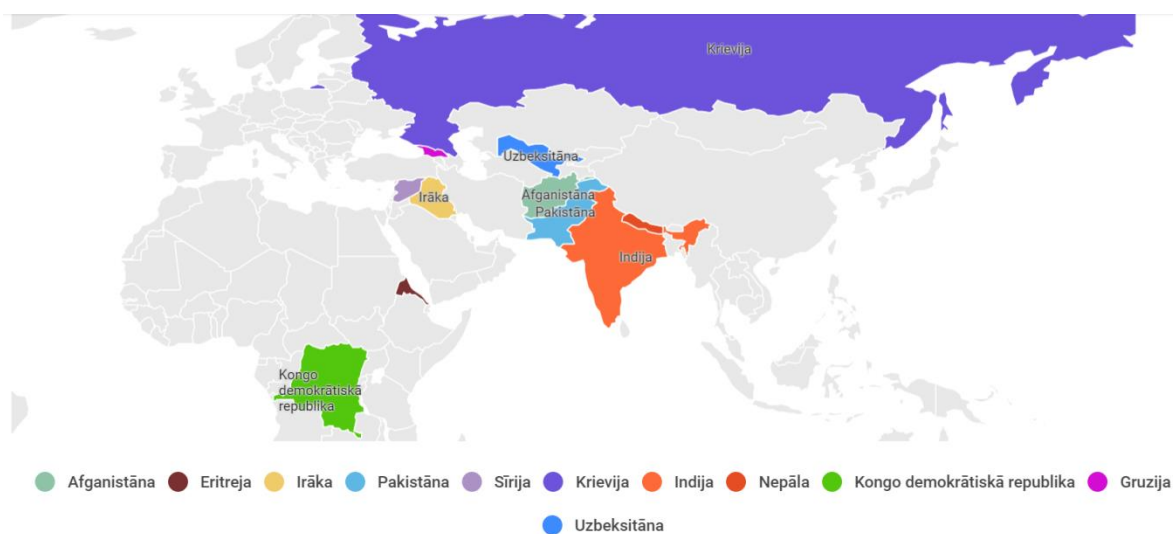 Krievija
Uzbeksitāna
Irāka
Afganistāna
Pakistāna
Indija
Kongo
demokrātiskā
republika
Afganistāna Eritreja Irāka Pakistāna Sīrija Krievija Indija Nepāla Kongo demokrātiskā republika Gruzija
Uzbeksitāna